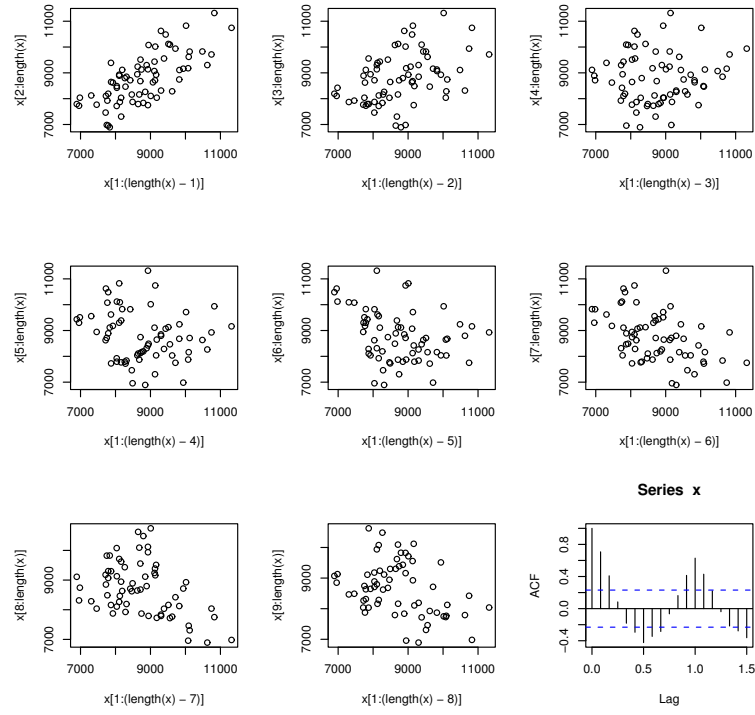 x[2:length(x)]
7000 9000 11000
7000 9000 11000
x[1:(length(x) − 1)]
x[3:length(x)]
7000 9000 11000
7000 9000 11000
x[1:(length(x) − 2)]
x[4:length(x)]
7000 9000 11000
7000 9000 11000
x[1:(length(x) − 3)]
x[5:length(x)]
7000 9000 11000
7000 9000 11000
x[1:(length(x) − 4)]
x[6:length(x)]
7000 9000 11000
7000 9000 11000
x[1:(length(x) − 5)]
x[7:length(x)]
7000 9000 11000
7000 9000 11000
x[1:(length(x) − 6)]
x[8:length(x)]
7000 9000
7000 9000 11000
x[1:(length(x) − 7)]
x[9:length(x)]
7000 9000
7000 9000 11000
x[1:(length(x) − 8)]
Series x
ACF
−0.4 0.0 0.4 0.8
0.0 0.5 1.0 1.5
Lag